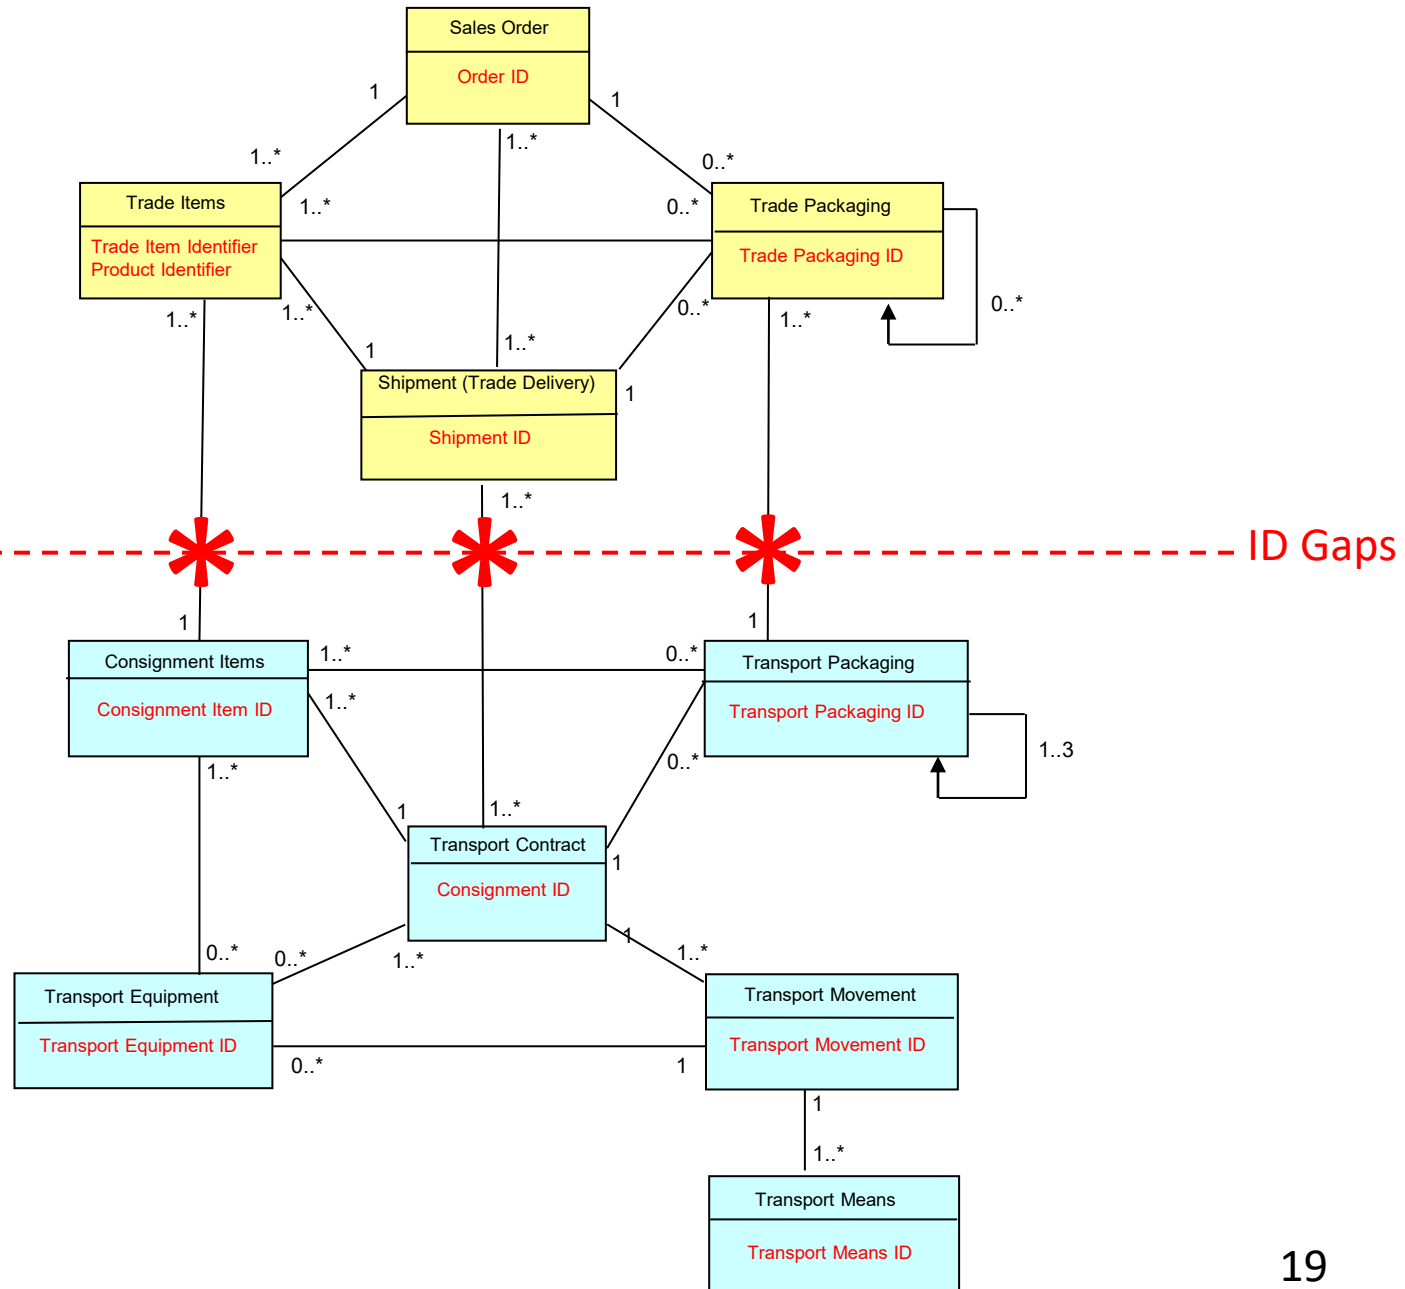 Sales Order
Order ID
1
1
1..*
1..*
0..*
Trade Items
1..*
0..*
Trade Packaging
Trade Item Identifier
Product Identifier
Trade Packaging ID
1..*
1..*
0..*
1..*
0..*
1
1..*
Shipment (Trade Delivery)
1
Shipment ID
1..*
ID Gaps
1
1
Consignment Items
1..*
0..*
Transport Packaging
Consignment Item ID
1..*
Transport Packaging ID
1..*
0..*
1..3
1
1..*
Transport Contract
1
Consignment ID
1
0..*
0..*
1..*
1..*
Transport Equipment
Transport Movement
Transport Equipment ID
Transport Movement ID
0..*
1
1
1..*
Transport Means
Transport Means ID
19